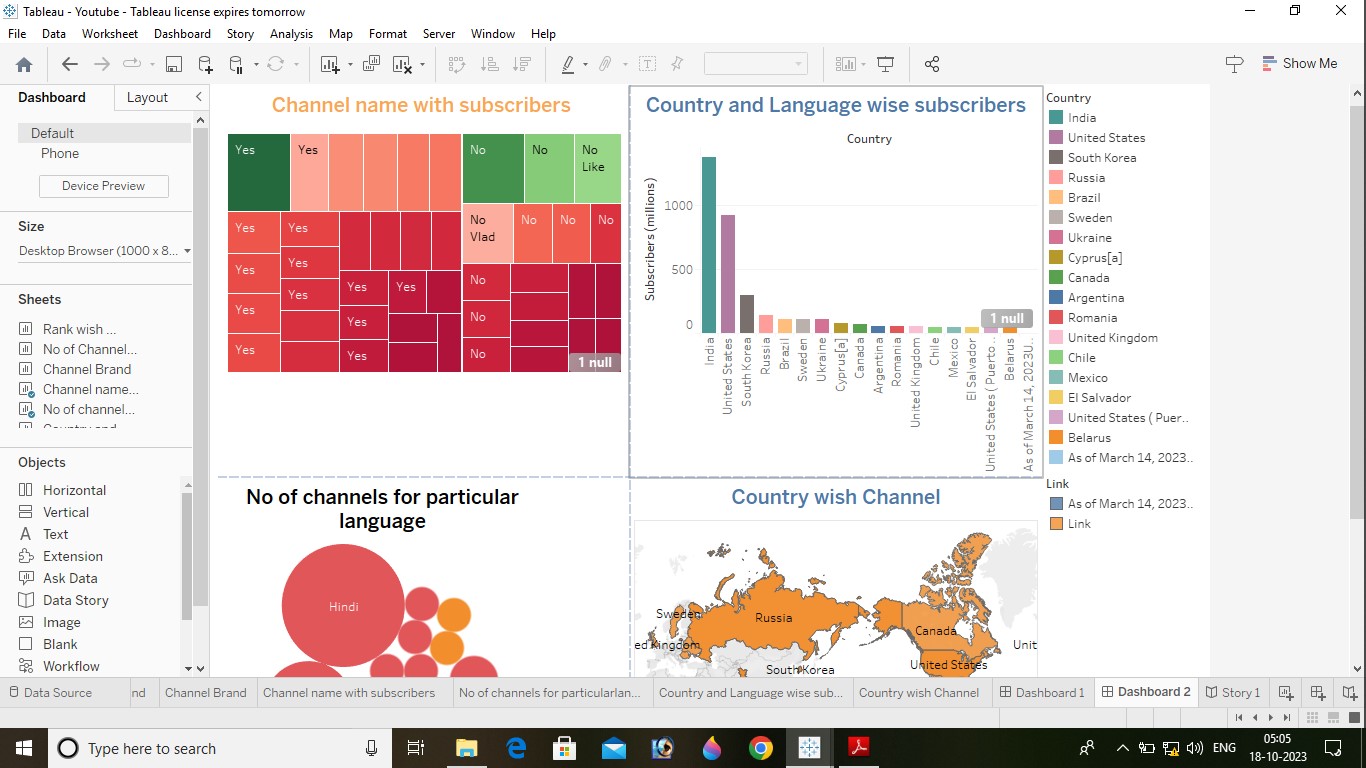 Tableau - Youtube - Tableau license expires tomorrow
File Data Worksheet Dashboard Story Analysis Map Format Server Window Help
Show Me
Dashboard Layout
Default
Phone
Device Preview
Size
Desktop Browser (1000 x 8...
Sheets
Rank wish ...
No of Channel...
Channel Brand
Channel name...
No of channel...
Objects
Horizontal
Vertical
Text
Extension
Ask Data
Data Story
Image
Blank
Workflow
Channel name with subscribers
Yes Yes No No No
Like
Yes Yes No
Vlad No No No
Yes Yes
Yes Yes Yes Yes No
Yes No
Yes Yes No
1 null
Country and Language wise subscribers
Country
Subscribers (millions)
1000
500
0
1 null
India
United States
South Korea
Russia
Brazil
Sweden
Ukraine
Cyprus[a]
Canada
Argentina
Romania
United Kingdom
Chile
Mexico
El Salvador
United States ( Puerto...
Belarus
As of March 14, 2023U...
Country
India
United States
South Korea
Russia
Brazil
Sweden
Ukraine
Cyprus[a]
Canada
Argentina
Romania
United Kingdom
Chile
Mexico
El Salvador
United States ( Puer..
Belarus
As of March 14, 2023..
Link
As of March 14, 2023..
Link
No of channels for particular
language
Hindi
Country wish Channel
Sweden
Russia
ed Kingdom
South Korea
Canada
United States
Unit
Data Source nd Channel Brand Channel name with subscribers No of channels for particularlan... Country and Language wise sub... Country wish Channel Dashboard 1 Dashboard 2 Story 1
Type here to search
ENG
05:05
18-10-2023